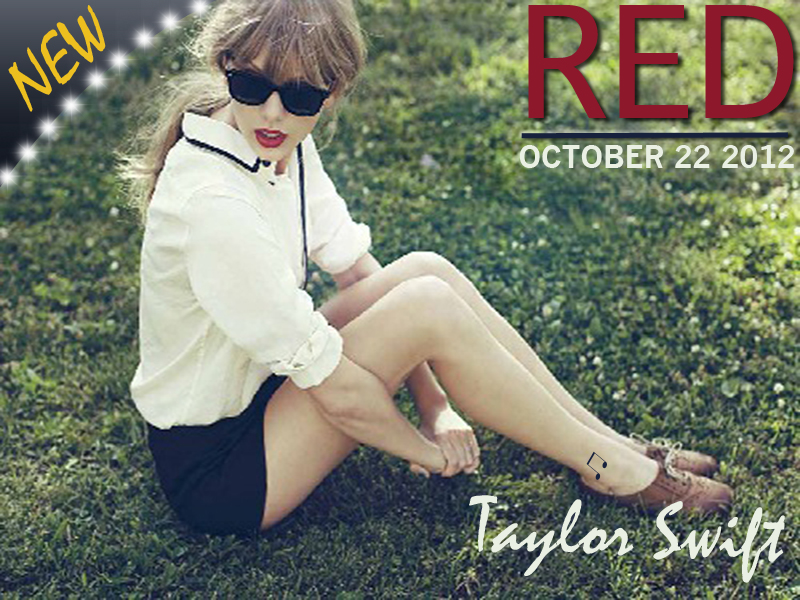 NEW
RED
OCTOBER 22 2012
Taylor Swift